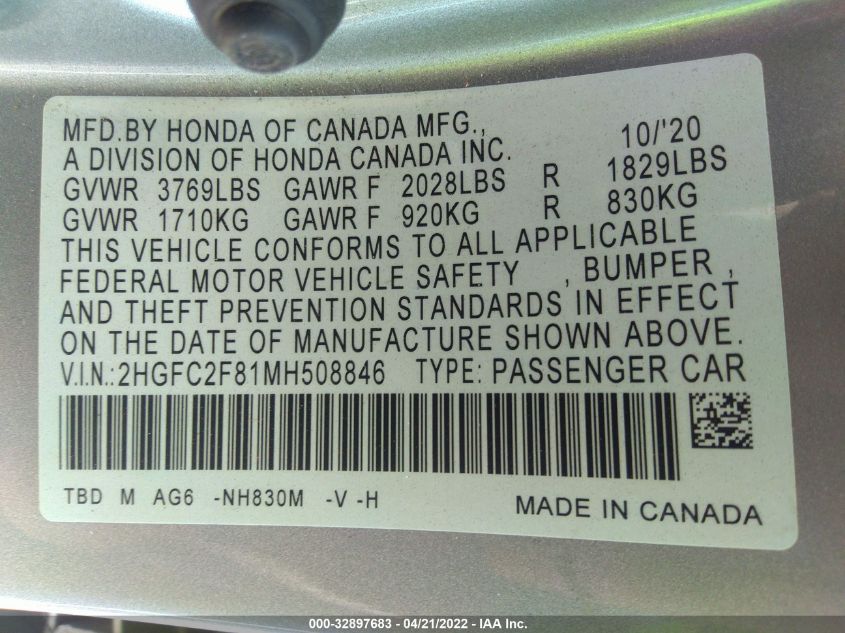 MFD.BY HONDA OF CANADA MFG., 10/'20
A DIVISION OF HONDA CANADA INC.
GVWR 3769LBS GAWR F 2028LBS R 1829LBS
GVWR 1710KG GAWR F 920KG R 830KG
THIS VEHICLE CONFORMS TO ALL APPLICABLE
FEDERAL MOTOR VEHICLE SAFETY , BUMPER ,
AND THEFT PREVENTION STANDARDS IN EFFECT
ON THE DATE OF MANUFACTURE SHOWN ABOVE.
V.I.N.:2HGFC2F81MH508846 TYPE: PASSENGER CAR
TBD M AG6 -NH830M -V -H MADE IN CANADA
000-32897683 - 04/21/2022 - IAA Inc.